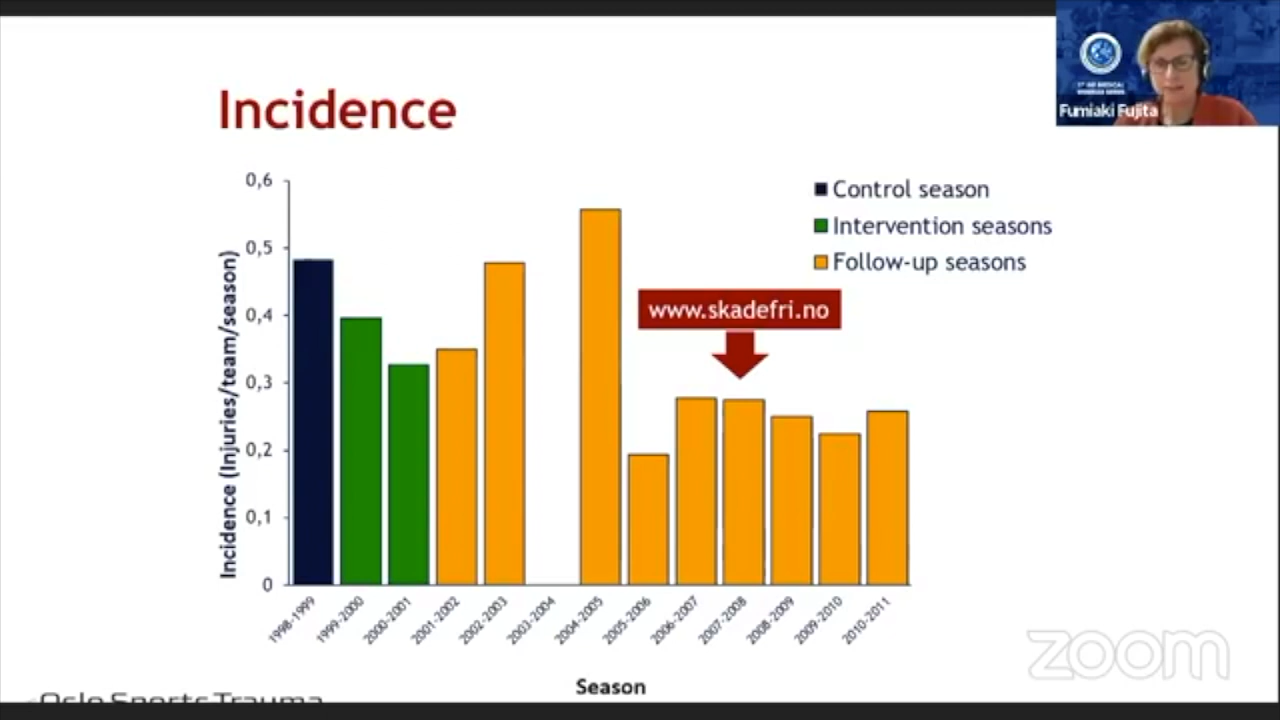 Incidence
Fumiaki Fujita
Control season
Intervention seasons
Follow-up seasons
www.skadefri.no
Incidence (Injuries/team/season)
0,6
0,5
0,4
0,3
0,2
0,1
0
1998-1999
1999-2000
2000-2001
2001-2002
2002-2003
2003-2004
2004-2005
2005-2006
2006-2007
2007-2008
2008-2009
2009-2010
2010-2011
Season
Oslo Sports Trauma
zoom